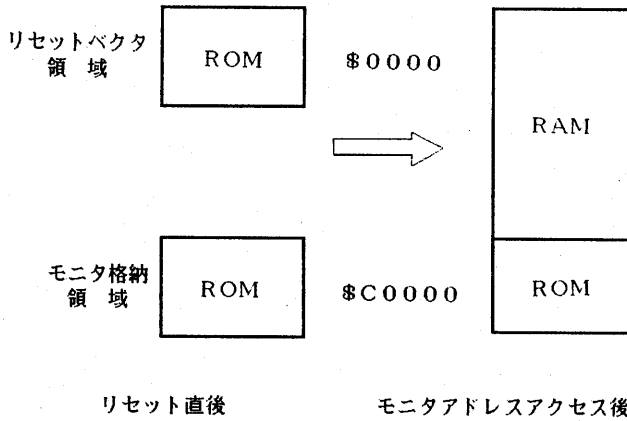 リセットベクタ
領 域
ROM
$0000
RAM
モニタ格納
領 域
ROM
$C0000
ROM
リセット直後
モニタアドレスアクセス後